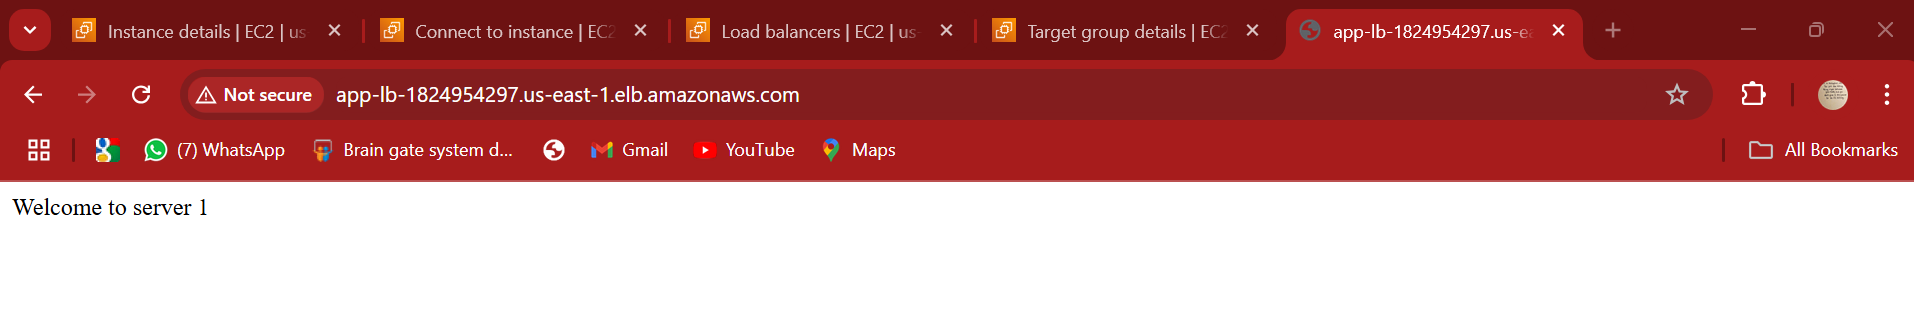 Instance details | EC2 | us
Connect to instance | EC2
Load balancers | EC2 | us-
Target group details | EC2
app-lb-1824954297.us-ea
Not secure
app-lb-1824954297.us-east-1.elb.amazonaws.com
(7) WhatsApp
Brain gate system d...
Gmail
YouTube
Maps
All Bookmarks
Welcome to server 1